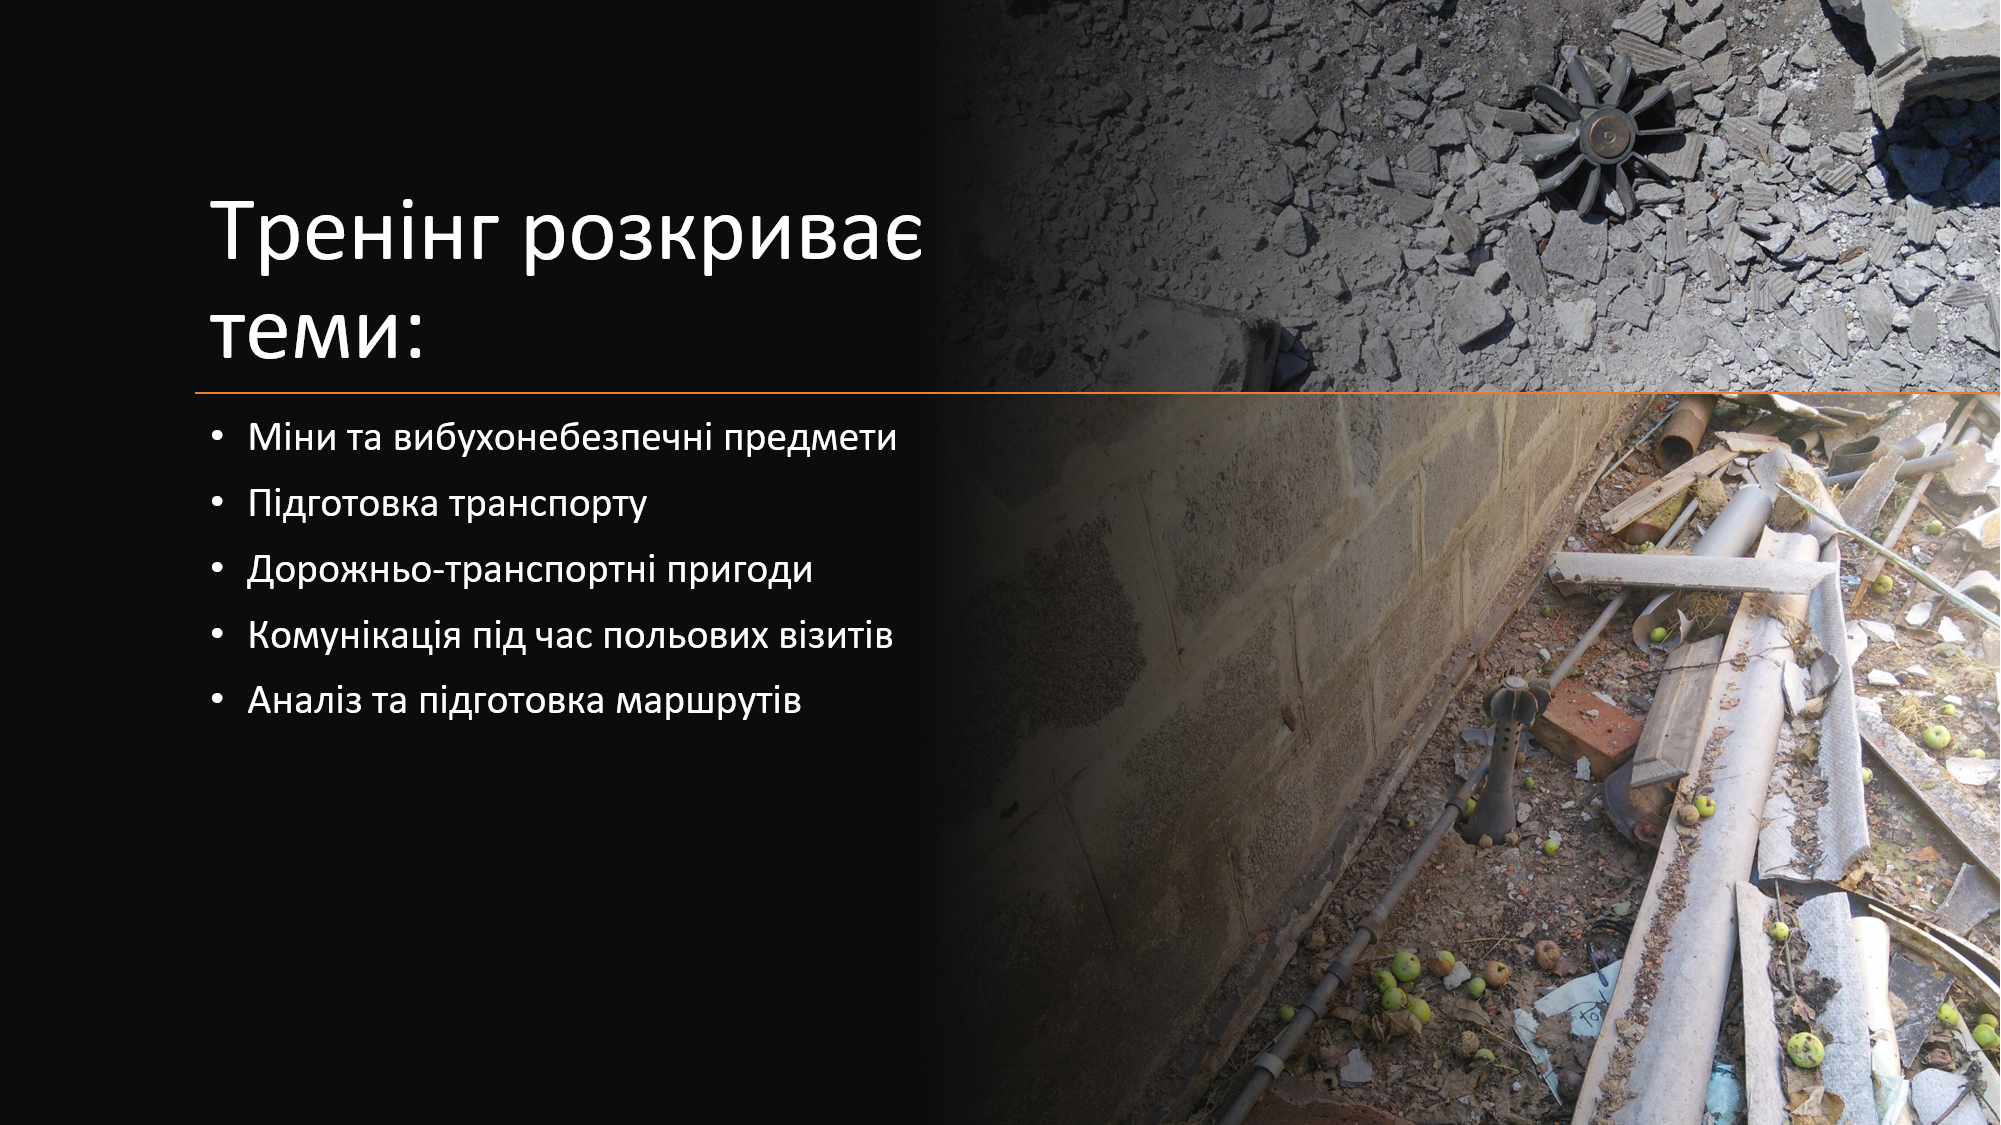 Тренінг розкриває
теми:
• Міни та вибухонебезпечні предмети
• Підготовка транспорту
• Дорожньо-транспортні пригоди
• Комунікація під час польових візитів
• Аналіз та підготовка маршрутів